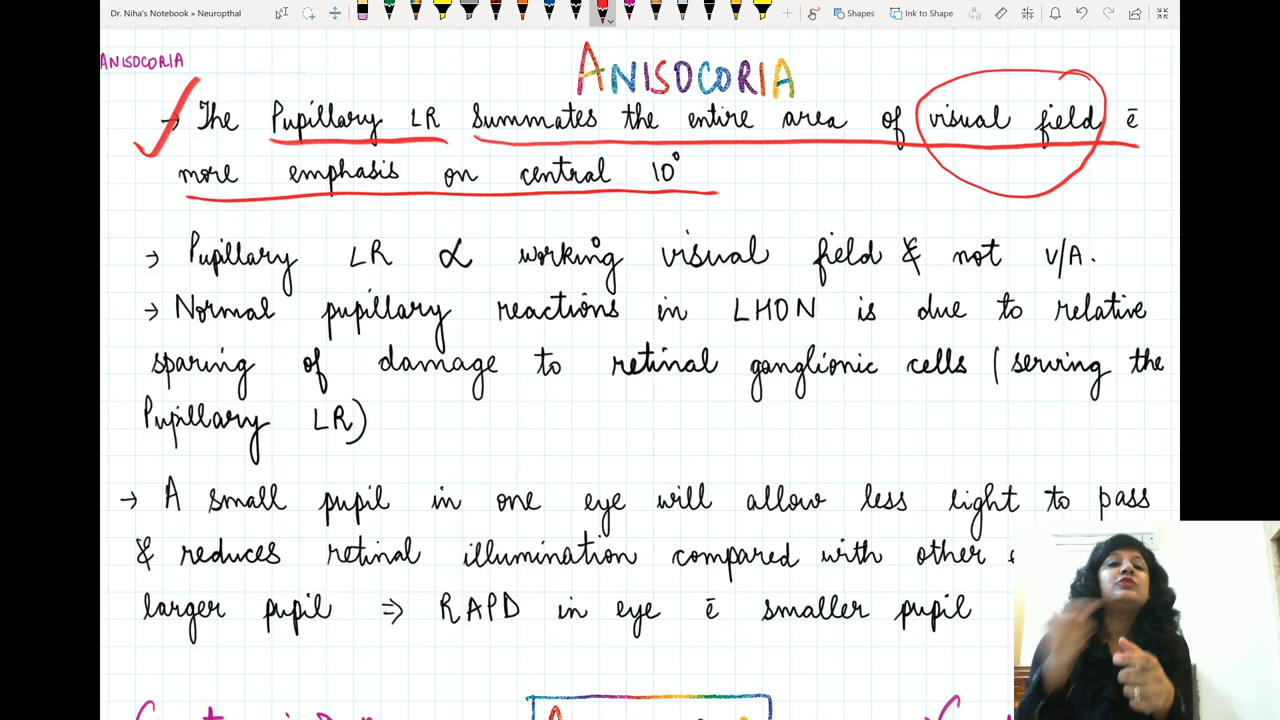 Dr. Niha's Notebook » Neuropthal
Shapes
Ink to Shape
ANISOCORIA
ANISOCORIA
→ The Pupillary LR Summates the entire area of visual field c̄
more emphasis on central 10°
→ Pupillary LR ∝ working visual field & not V/A.
→ Normal pupillary reactions in LHON is due to relative
sparing of damage to retinal ganglionic cells (serving the
Pupillary LR)
→ A small pupil in one eye will allow less light to pass
& reduces retinal illumination compared with other
larger pupil ⇒ RAPD in eye c̄ smaller pupil